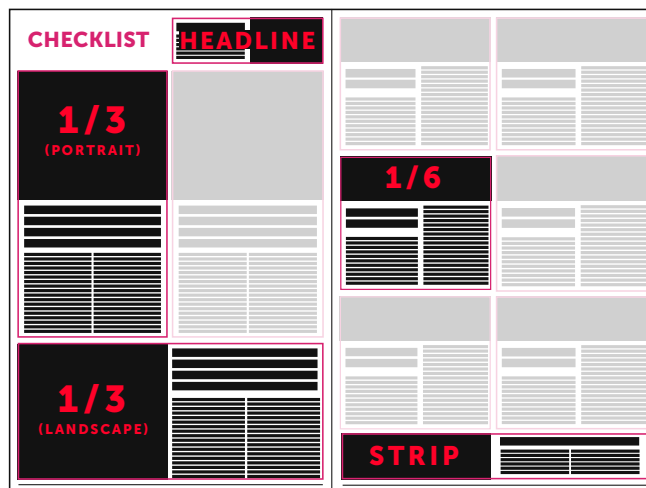 CHECKLIST
HEADLINE
1/3
(PORTRAIT)
1/3
(LANDSCAPE)
1/6
STRIP